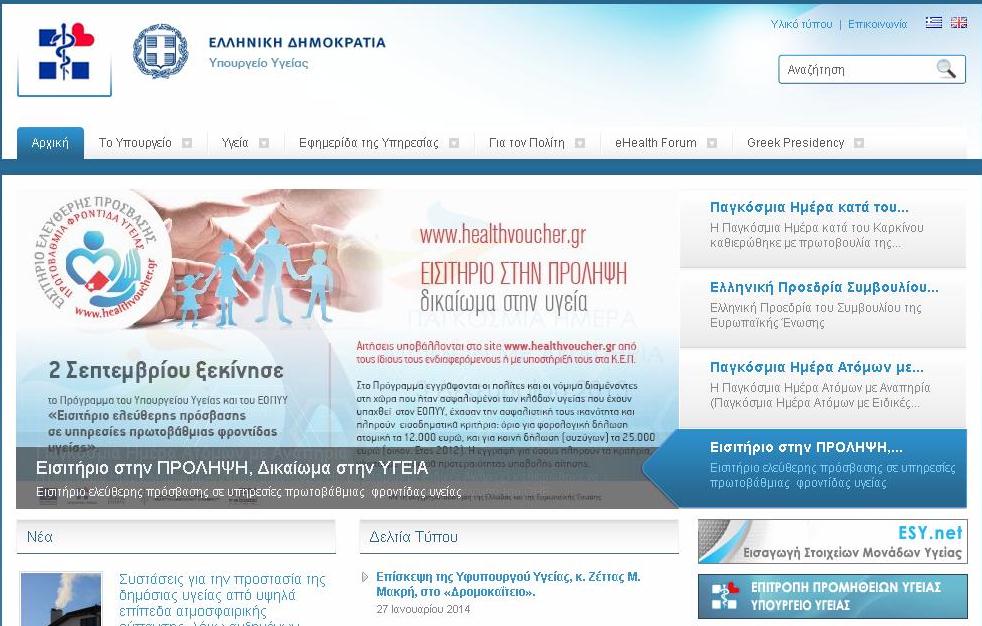 Υλικό τύπου | Επικοινωνία
ΕΛΛΗΝΙΚΗ ΔΗΜΟΚΡΑΤΙΑ
Υπουργείο Υγείας
Αναζήτηση
Αρχική Το Υπουργείο Υγεία Εφημερίδα της Υπηρεσίας Για τον Πολίτη eHealth Forum Greek Presidency
ΕΙΣΙΤΗΡΙΟ ΕΛΕΥΘΕΡΗΣ ΠΡΟΣΒΑΣΗΣ
ΠΡΩΤΟΒΑΘΜΙΑ ΦΡΟΝΤΙΔΑ ΥΓΕΙΑΣ
www.healthvoucher.gr
www.healthvoucher.gr
ΕΙΣΙΤΗΡΙΟ ΣΤΗΝ ΠΡΟΛΗΨΗ
δικαίωμα στην υγεία
ΠΑΓΚΟΣΜΙΑ ΗΜΕΡΑ
2 Σεπτεμβρίου ξεκίνησε
το Πρόγραμμα του Υπουργείου Υγείας και του ΕΟΠΥΥ
«Εισιτήριο ελεύθερης πρόσβασης
σε υπηρεσίες πρωτοβάθμιας φροντίδας
υγείας».
Αιτήσεις υποβάλλονται στο site www.healthvoucher.gr από
τους ίδιους τους ενδιαφερόμενους ή με υποστήριξή τους στα Κ.Ε.Π.
Στο Πρόγραμμα εγγράφονται οι πολίτες και οι νόμιμα διαμένοντες
στη χώρα που ήταν ασφαλισμένοι των κλάδων υγείας που έχουν
υπαχθεί στον ΕΟΠΥΥ, έχασαν την ασφαλιστική τους ικανότητα και
πληρούν εισοδηματικά κριτήρια: όριο για φορολογική δήλωση
ατομικά τα 12.000 ευρώ, και για κοινή δήλωση (συζύγων) τα 25.000
ευρώ (οικον. Έτος 2012). Η εγγραφή για όσους πληρούν τα κριτήρια,
προτεραιότητας υποβολής αίτησης.
Εισιτήριο στην ΠΡΟΛΗΨΗ, Δικαίωμα στην ΥΓΕΙΑ
Εισιτήριο ελεύθερης πρόσβασης σε υπηρεσίες πρωτοβάθμιας φροντίδας υγείας
Παγκόσμια Ημέρα κατά του...
Η Παγκόσμια Ημέρα κατά του Καρκίνου
καθιερώθηκε με πρωτοβουλία της...
Ελληνική Προεδρία Συμβουλίου...
Ελληνική Προεδρία του Συμβουλίου της
Ευρωπαϊκής Ένωσης
Παγκόσμια Ημέρα Ατόμων με...
Η Παγκόσμια Ημέρα Ατόμων με Αναπηρία
(Παγκόσμια Ημέρα Ατόμων με Ειδικές...
Εισιτήριο στην ΠΡΟΛΗΨΗ,...
Εισιτήριο ελεύθερης πρόσβασης σε υπηρεσίες
πρωτοβάθμιας φροντίδας υγείας
Νέα
Συστάσεις για την προστασία της
δημόσιας υγείας από υψηλά
επίπεδα ατμοσφαιρικής
ρύπανσης, λόγω αυξημένων
Δελτία Τύπου
Επίσκεψη της Υφυπουργού Υγείας, κ. Ζέττας Μ.
Μακρή, στο «Δρομοκαΐτειο».
27 Ιανουαρίου 2014
ESY.net
Εισαγωγή Στοιχείων Μονάδων Υγείας
ΕΠΙΤΡΟΠΗ ΠΡΟΜΗΘΕΙΩΝ ΥΓΕΙΑΣ
ΥΠΟΥΡΓΕΙΟ ΥΓΕΙΑΣ